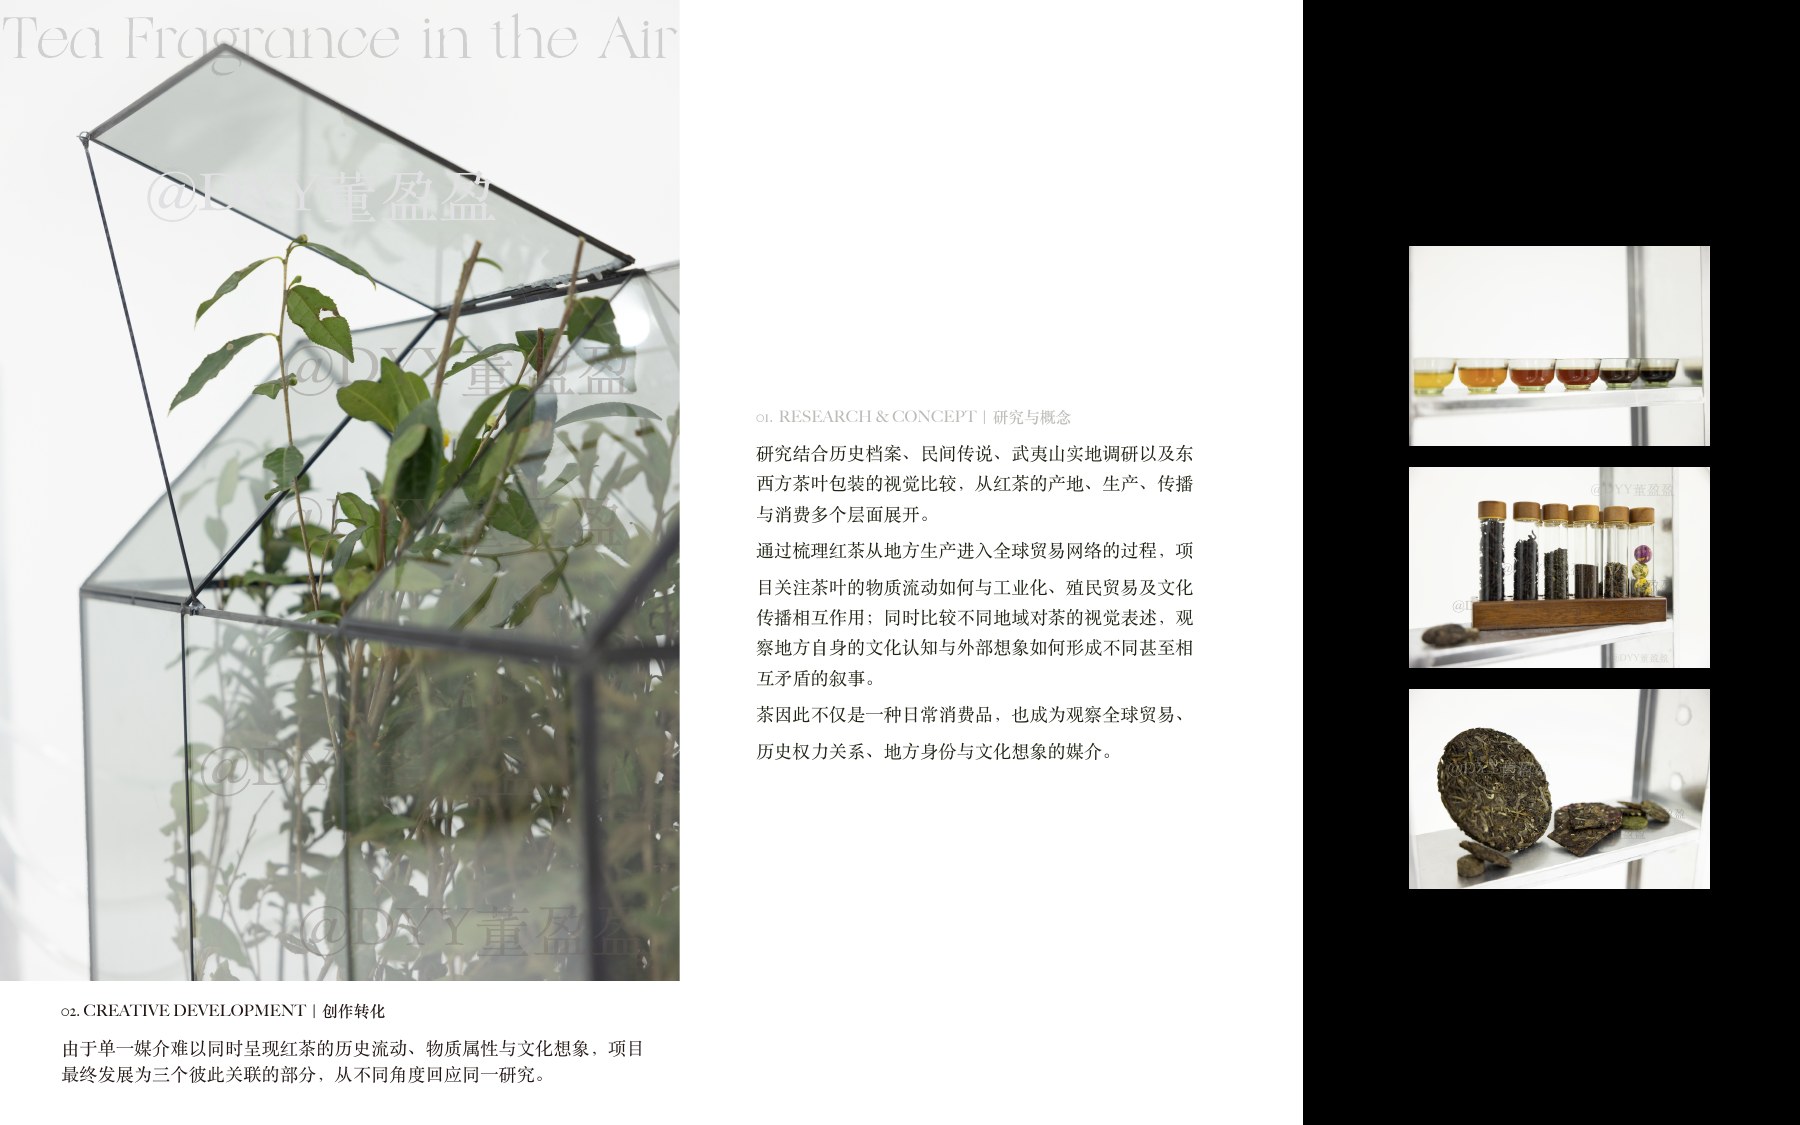 Tea Fragrance in the Air
@DYY董盈盈
@DYY董盈盈
@DYY董盈盈
01. RESEARCH & CONCEPT | 研究与概念
研究结合历史档案、民间传说、武夷山实地调研以及东
西方茶叶包装的视觉比较，从红茶的产地、生产、传播
与消费多个层面展开。
通过梳理红茶从地方生产进入全球贸易网络的过程，项
目关注茶叶的物质流动如何与工业化、殖民贸易及文化
传播相互作用；同时比较不同地域对茶的视觉表述，观
察地方自身的文化认知与外部想象如何形成不同甚至相
互矛盾的叙事。
茶因此不仅是一种日常消费品，也成为观察全球贸易、
历史权力关系、地方身份与文化想象的媒介。
02. CREATIVE DEVELOPMENT | 创作转化
由于单一媒介难以同时呈现红茶的历史流动、物质属性与文化想象，项目
最终发展为三个彼此关联的部分，从不同角度回应同一研究。
@DYY董盈盈
@DYY董盈盈